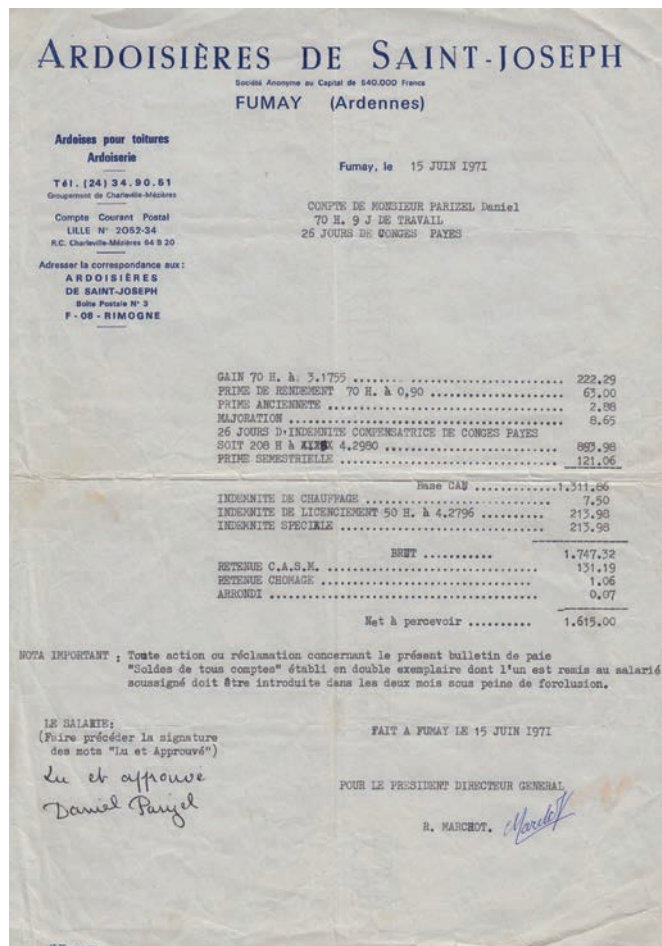 ARDOISIÈRES DE SAINT-JOSEPH
Société Anonyme au Capital de 640.000 Francs
FUMAY (Ardennes)
Ardoises pour toitures
Ardoiserie
Tél. (24) 34.90.51
Groupement de Charleville-Mézières
Compte Courant Postal
LILLE N° 2052-34
R.C. Charleville-Mézières 64 B 20
Adresser la correspondance aux :
ARDOISIÈRES
DE SAINT-JOSEPH
Boîte Postale N° 3
F - 08 - RIMOGNE
Fumay, le 15 JUIN 1971
COMPTE DE MONSIEUR PARIZEL Daniel
70 H. 9 J DE TRAVAIL
26 JOURS DE CONGES PAYES
GAIN 70 H. à 3.1755 ........ 222.29
PRIME DE RENDEMENT 70 H. à 0,90 ........ 63.00
PRIME ANCIENNETE ........ 2.88
MAJORATION ........ 8.65
26 JOURS D'INDEMNITE COMPENSATRICE DE CONGES PAYES
SOIT 208 H à 4.2980 ........ 893.98
PRIME SEMESTRIELLE ........ 121.06
Base CAN ........ 1.311.86
INDEMNITE DE CHAUFFAGE ........ 7.50
INDEMNITE DE LICENCIEMENT 50 H. à 4.2796 ........ 213.98
INDEMNITE SPECIALE ........ 213.98
BRUT ........ 1.747.32
RETENUE C.A.S.M. ........ 131.19
RETENUE CHOMAGE ........ 1.06
ARRONDI ........ 0.07
Net à percevoir ........ 1.615.00
NOTA IMPORTANT : Toute action ou réclamation concernant le présent bulletin de paie
"Soldes de tous comptes" établi en double exemplaire dont l'un est remis au salarié
soussigné doit être introduite dans les deux mois sous peine de forclusion.
LE SALARIE:
(Faire précéder la signature
des mots "Lu et Approuvé")
Lu et approuvé
Daniel Parizel
FAIT A FUMAY LE 15 JUIN 1971
POUR LE PRESIDENT DIRECTEUR GENERAL
R. MARCHOT.